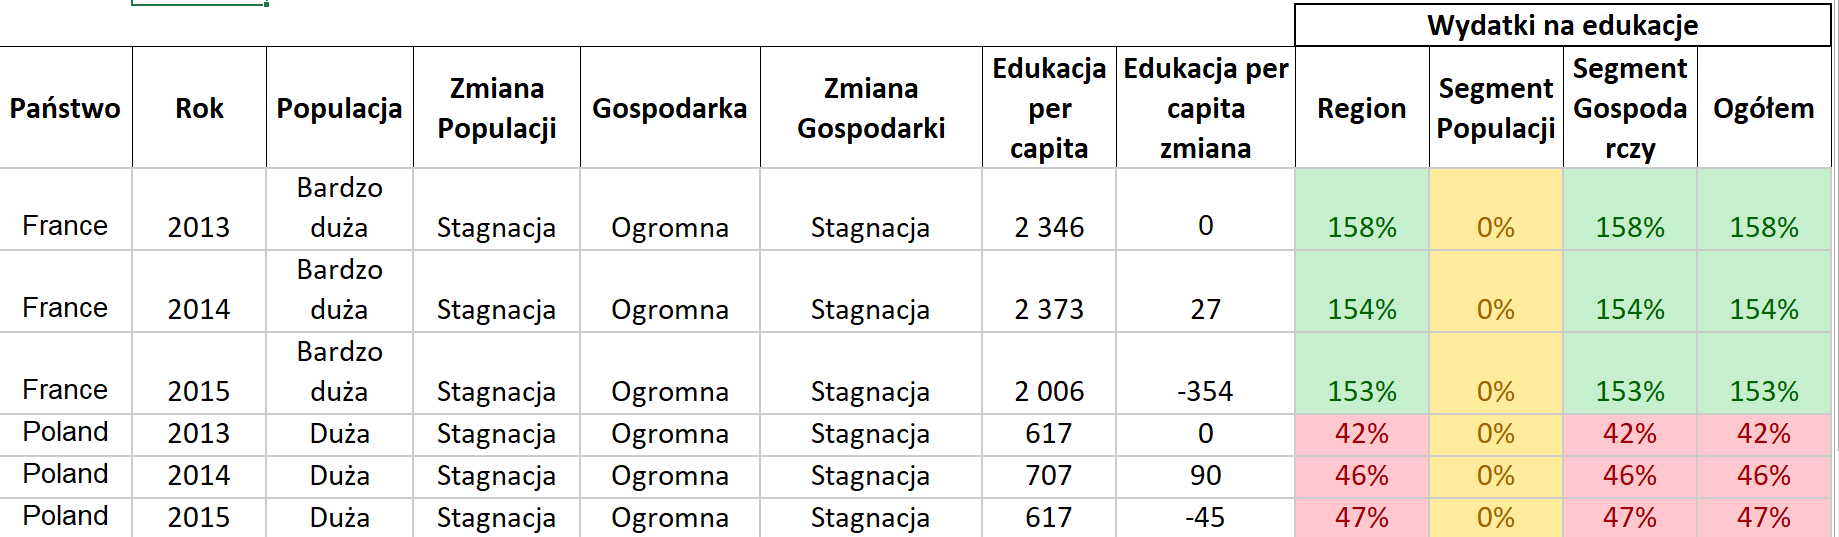 Wydatki na edukacje
Państwo Rok Populacja Zmiana Populacji Gospodarka Zmiana Gospodarki Edukacja per capita Edukacja per capita zmiana Region Segment Populacji Segment Gospoda rczy Ogółem
France 2013 Bardzo duża Stagnacja Ogromna Stagnacja 2 346 0 158% 0% 158% 158%
France 2014 Bardzo duża Stagnacja Ogromna Stagnacja 2 373 27 154% 0% 154% 154%
France 2015 Bardzo duża Stagnacja Ogromna Stagnacja 2 006 -354 153% 0% 153% 153%
Poland 2013 Duża Stagnacja Ogromna Stagnacja 617 0 42% 0% 42% 42%
Poland 2014 Duża Stagnacja Ogromna Stagnacja 707 90 46% 0% 46% 46%
Poland 2015 Duża Stagnacja Ogromna Stagnacja 617 -45 47% 0% 47% 47%